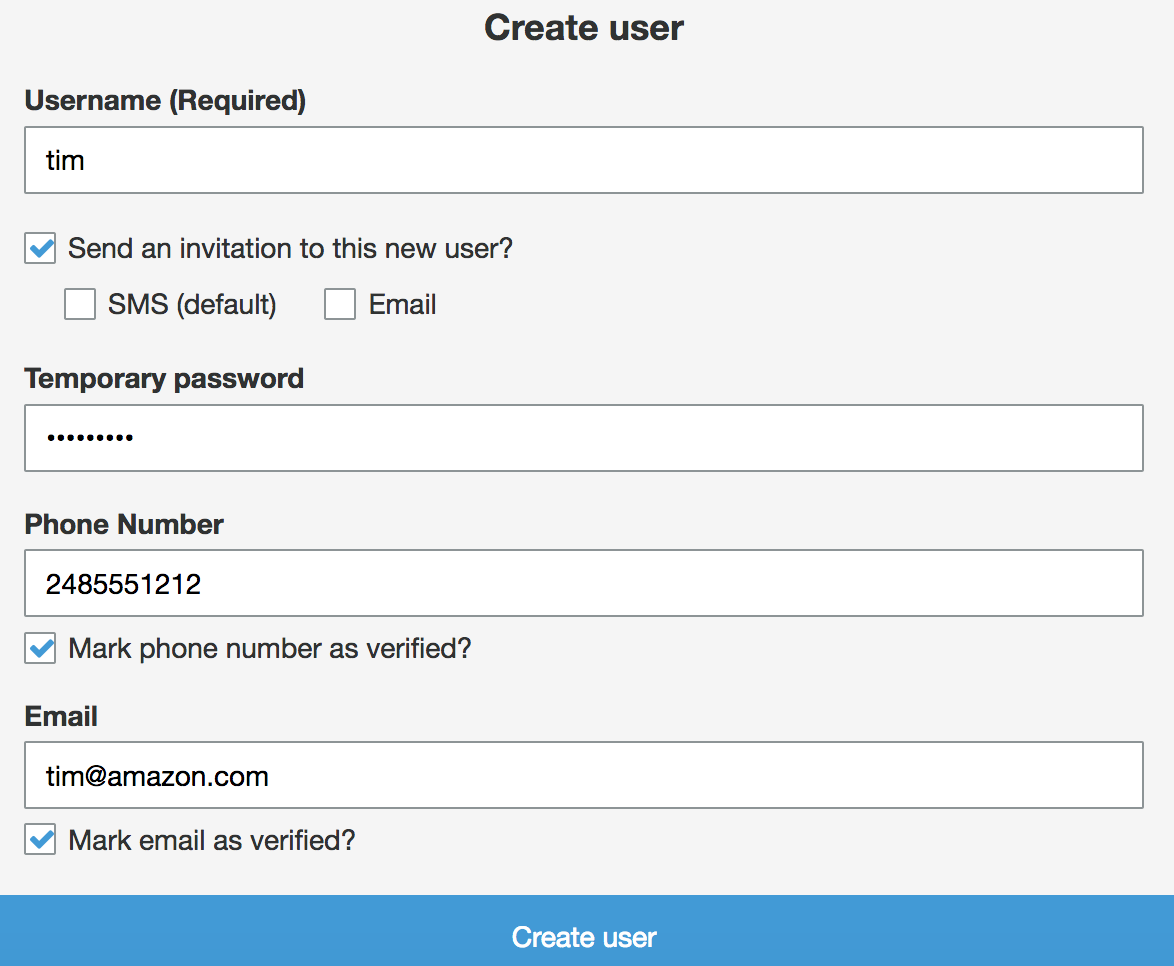 Create user
Username (Required)
tim
Send an invitation to this new user?
SMS (default) Email
Temporary password
•••••••••
Phone Number
2485551212
Mark phone number as verified?
Email
tim@amazon.com
Mark email as verified?
Create user